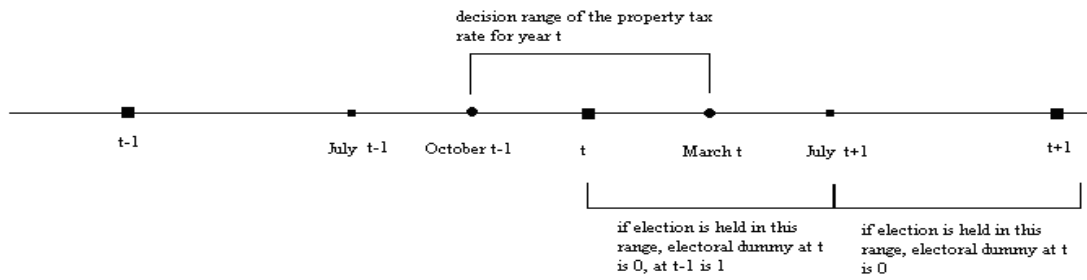 decision range of the property tax
rate for year t
t-1
July t-1
October t-1
t
March t
July t+1
t+1
if election is held in this
range, electoral dummy at t
is 0, at t-1 is 1
if election is held in this
range, electoral dummy at t
is 0